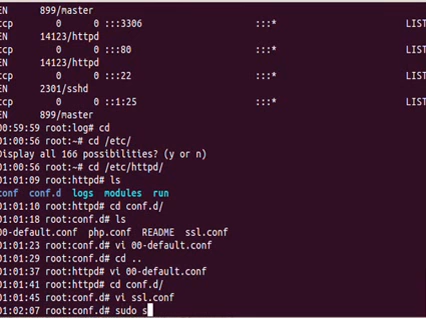 EN 899/master
tcp 0 0 :::3306 :::* LIST
EN 14123/httpd
tcp 0 0 :::80 :::* LIST
EN 14123/httpd
tcp 0 0 :::22 :::* LIST
EN 2301/sshd
tcp 0 0 ::1:25 :::* LIST
EN 899/master
00:59:59 root:log# cd
01:00:56 root:~# cd /etc/
Display all 166 possibilities? (y or n)
01:00:56 root:~# cd /etc/httpd/
01:01:09 root:httpd# ls
conf conf.d logs modules run
01:01:10 root:httpd# cd conf.d/
01:01:18 root:conf.d# ls
00-default.conf php.conf README ssl.conf
01:01:23 root:conf.d# vi 00-default.conf
01:01:29 root:conf.d# cd ..
01:01:37 root:httpd# vi 00-default.conf
01:01:41 root:httpd# cd conf.d/
01:01:45 root:conf.d# vi ssl.conf
01:02:07 root:conf.d# sudo s